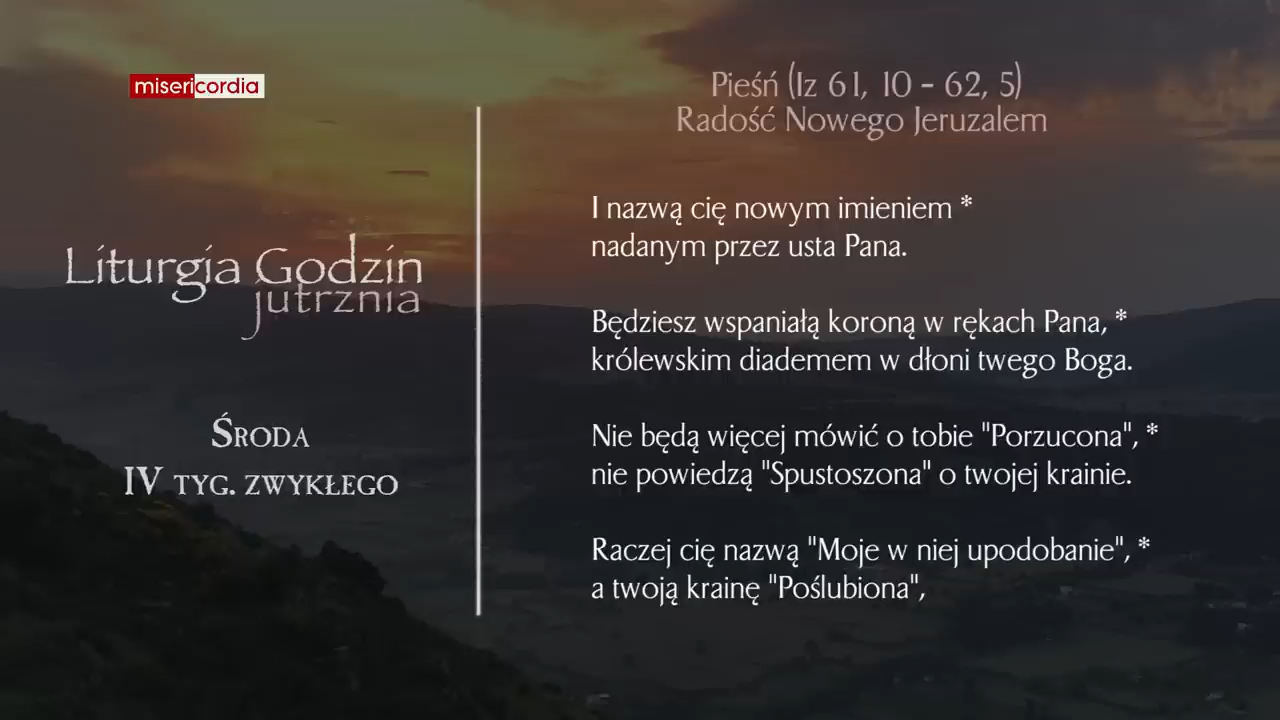 misericordia
Liturgia Godzin
jutrznia
Środa
IV tyg. zwykłego
Pieśń (Iz 61, 10 - 62, 5)
Radość Nowego Jeruzalem
I nazwą cię nowym imieniem *
nadanym przez usta Pana.
Będziesz wspaniałą koroną w rękach Pana, *
królewskim diademem w dłoni twego Boga.
Nie będą więcej mówić o tobie "Porzucona", *
nie powiedzą "Spustoszona" o twojej krainie.
Raczej cię nazwą "Moje w niej upodobanie", *
a twoją krainę "Poślubiona",